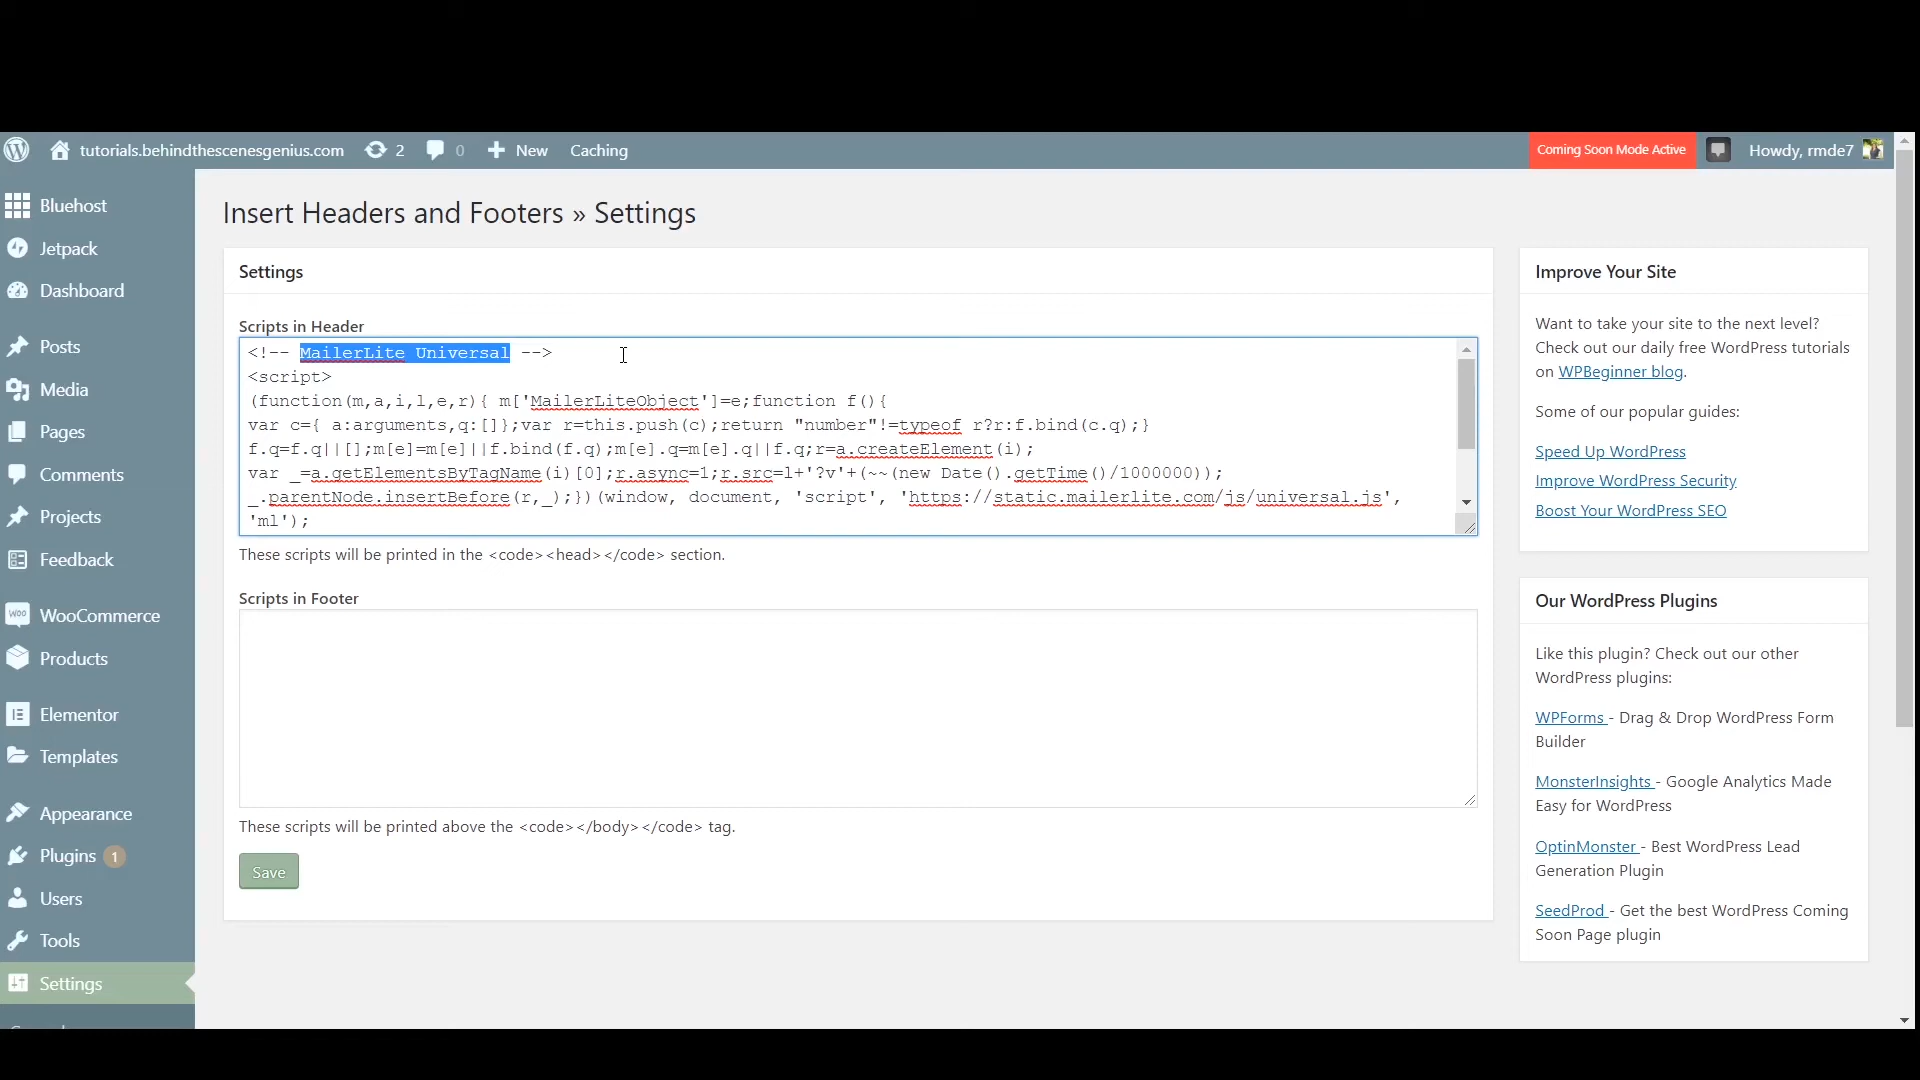 tutorials.behindthescenesgenius.com 2 0 New Caching Coming Soon Mode Active Howdy, rmde7
Bluehost
Jetpack
Dashboard
Posts
Media
Pages
Comments
Projects
Feedback
WooCommerce
Products
Elementor
Templates
Appearance
Plugins 1
Users
Tools
Settings
Insert Headers and Footers » Settings
Settings
Scripts in Header
<!-- MailerLite Universal -->
<script>
(function(m,a,i,l,e,r){ m['MailerLiteObject']=e;function f(){
var c={ a:arguments,q:[]};var r=this.push(c);return "number"!=typeof r?r:f.bind(c.q);}
f.q=f.q||[];m[e]=m[e]||f.bind(f.q);m[e].q=m[e].q||f.q;r=a.createElement(i);
var _=a.getElementsByTagName(i)[0];r.async=1;r.src=l+'?v'+(~~(new Date().getTime()/1000000));
_.parentNode.insertBefore(r,_);})(window, document, 'script', 'https://static.mailerlite.com/js/universal.js',
'ml');
These scripts will be printed in the <code><head></code> section.
Scripts in Footer
These scripts will be printed above the <code></body></code> tag.
Save
Improve Your Site
Want to take your site to the next level?
Check out our daily free WordPress tutorials
on WPBeginner blog.
Some of our popular guides:
Speed Up WordPress
Improve WordPress Security
Boost Your WordPress SEO
Our WordPress Plugins
Like this plugin? Check out our other
WordPress plugins:
WPForms - Drag & Drop WordPress Form
Builder
MonsterInsights - Google Analytics Made
Easy for WordPress
OptinMonster - Best WordPress Lead
Generation Plugin
SeedProd - Get the best WordPress Coming
Soon Page plugin